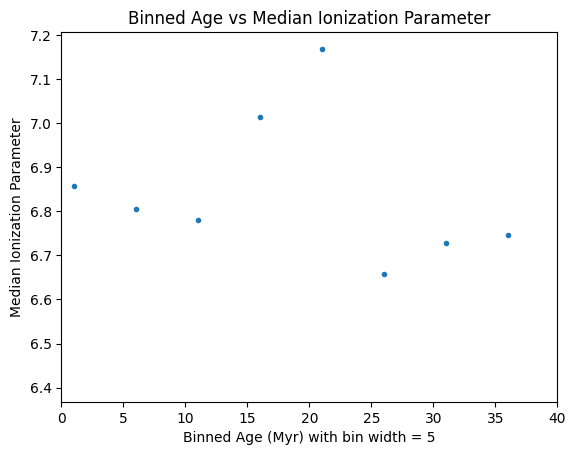 Binned Age vs Median Ionization Parameter
7.2
7.1
7.0
6.9
6.8
6.7
6.6
6.5
6.4
Median Ionization Parameter
0 5 10 15 20 25 30 35 40
Binned Age (Myr) with bin width = 5